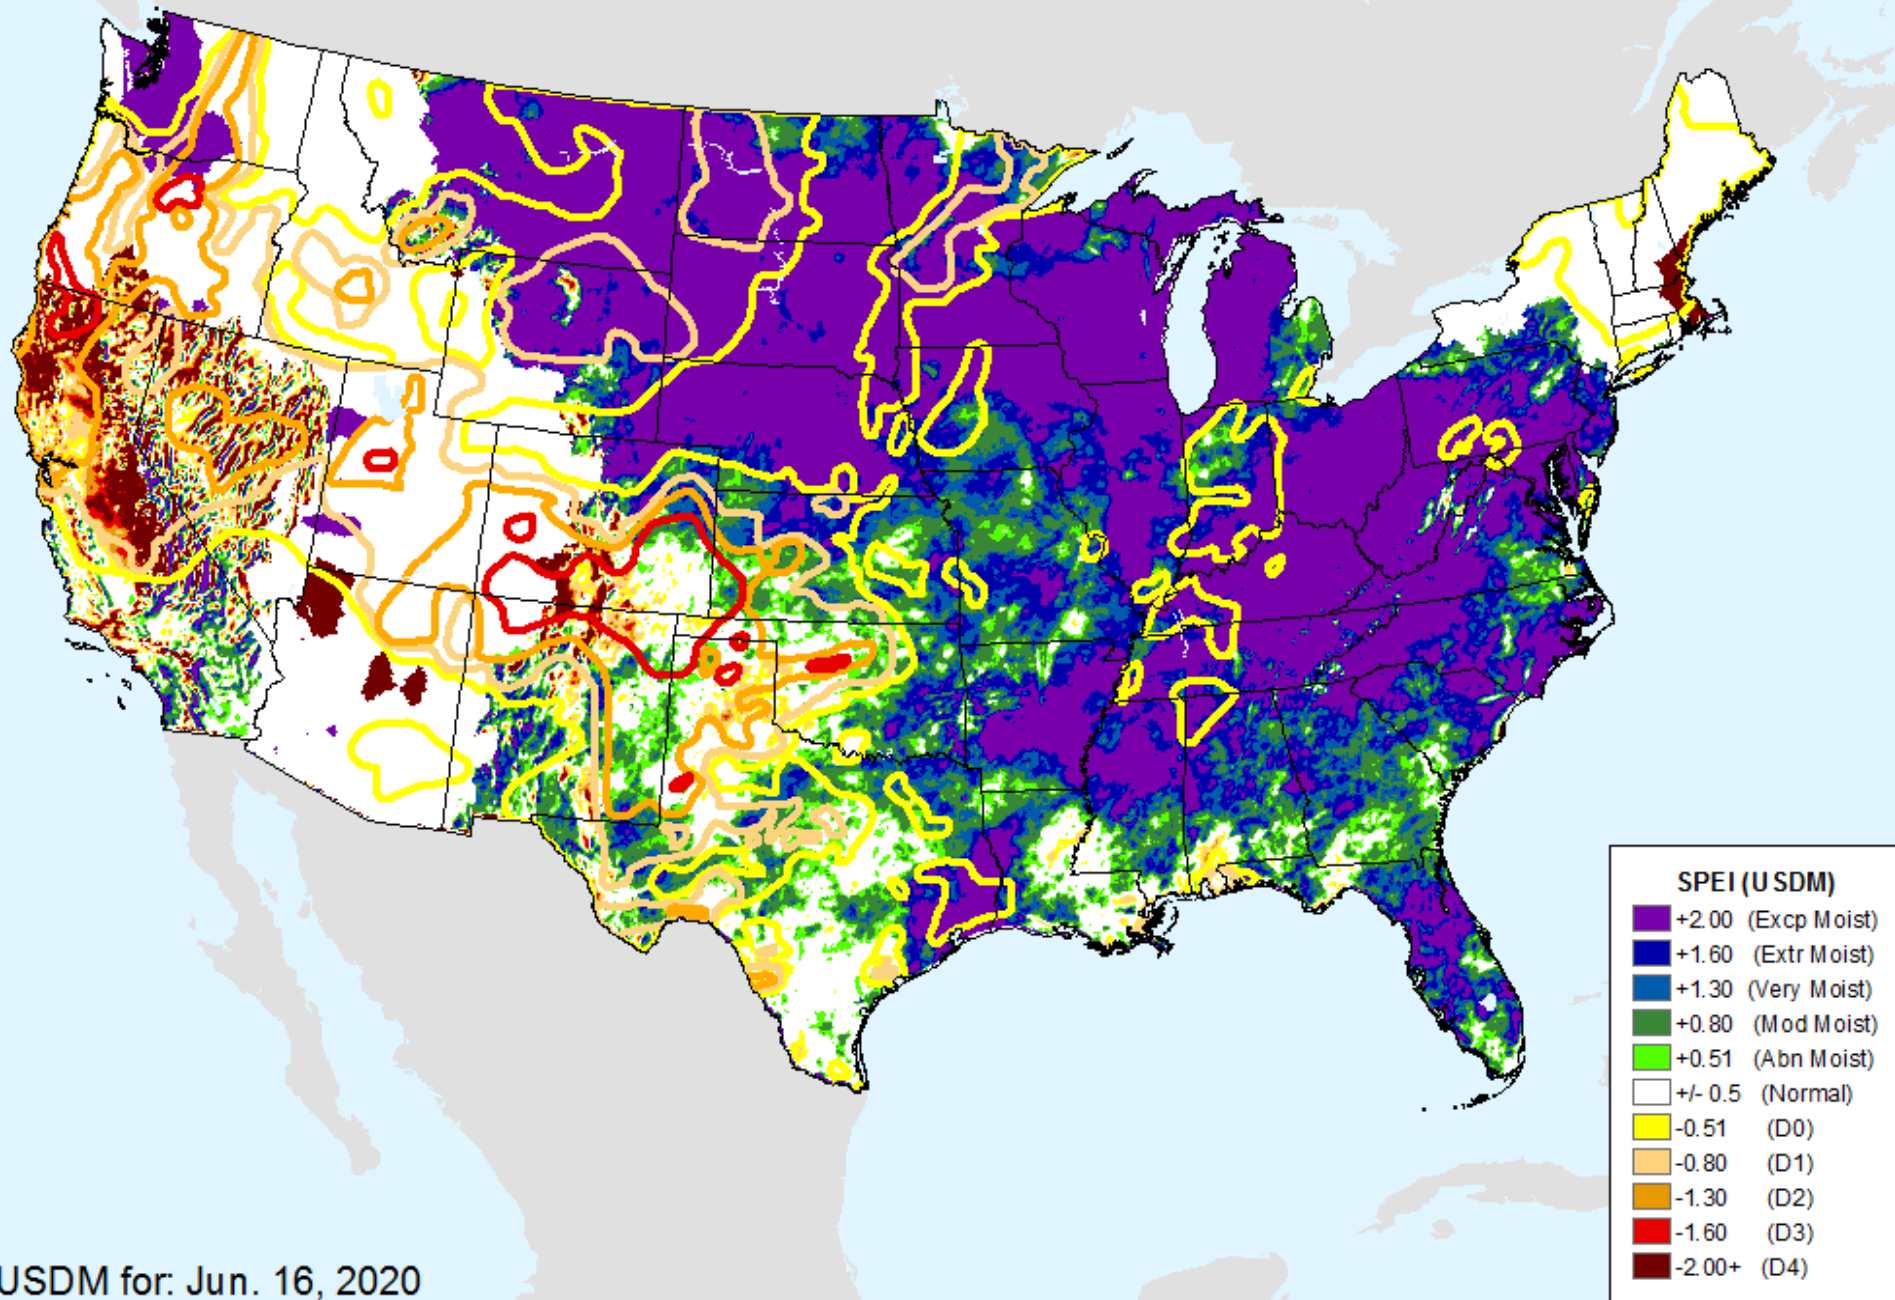 SPEI (USDM)
+2.00 (Excp Moist)
+1.60 (Extr Moist)
+1.30 (Very Moist)
+0.80 (Mod Moist)
+0.51 (Abn Moist)
+/- 0.5 (Normal)
-0.51 (D0)
-0.80 (D1)
-1.30 (D2)
-1.60 (D3)
-2.00+ (D4)
USDM for: Jun. 16, 2020